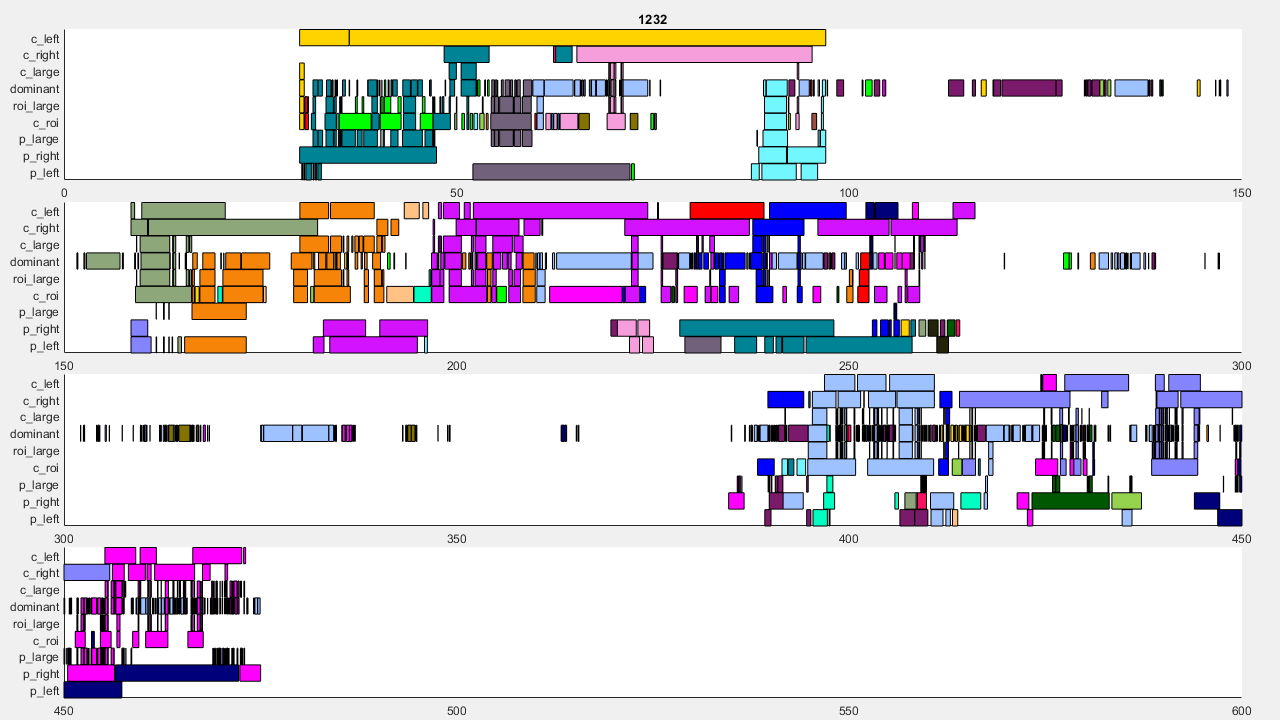 1232
c_left
c_right
c_large
dominant
roi_large
c_roi
p_large
p_right
p_left
0 50 100 150
c_left
c_right
c_large
dominant
roi_large
c_roi
p_large
p_right
p_left
150 200 250 300
c_left
c_right
c_large
dominant
roi_large
c_roi
p_large
p_right
p_left
300 350 400 450
c_left
c_right
c_large
dominant
roi_large
c_roi
p_large
p_right
p_left
450 500 550 600